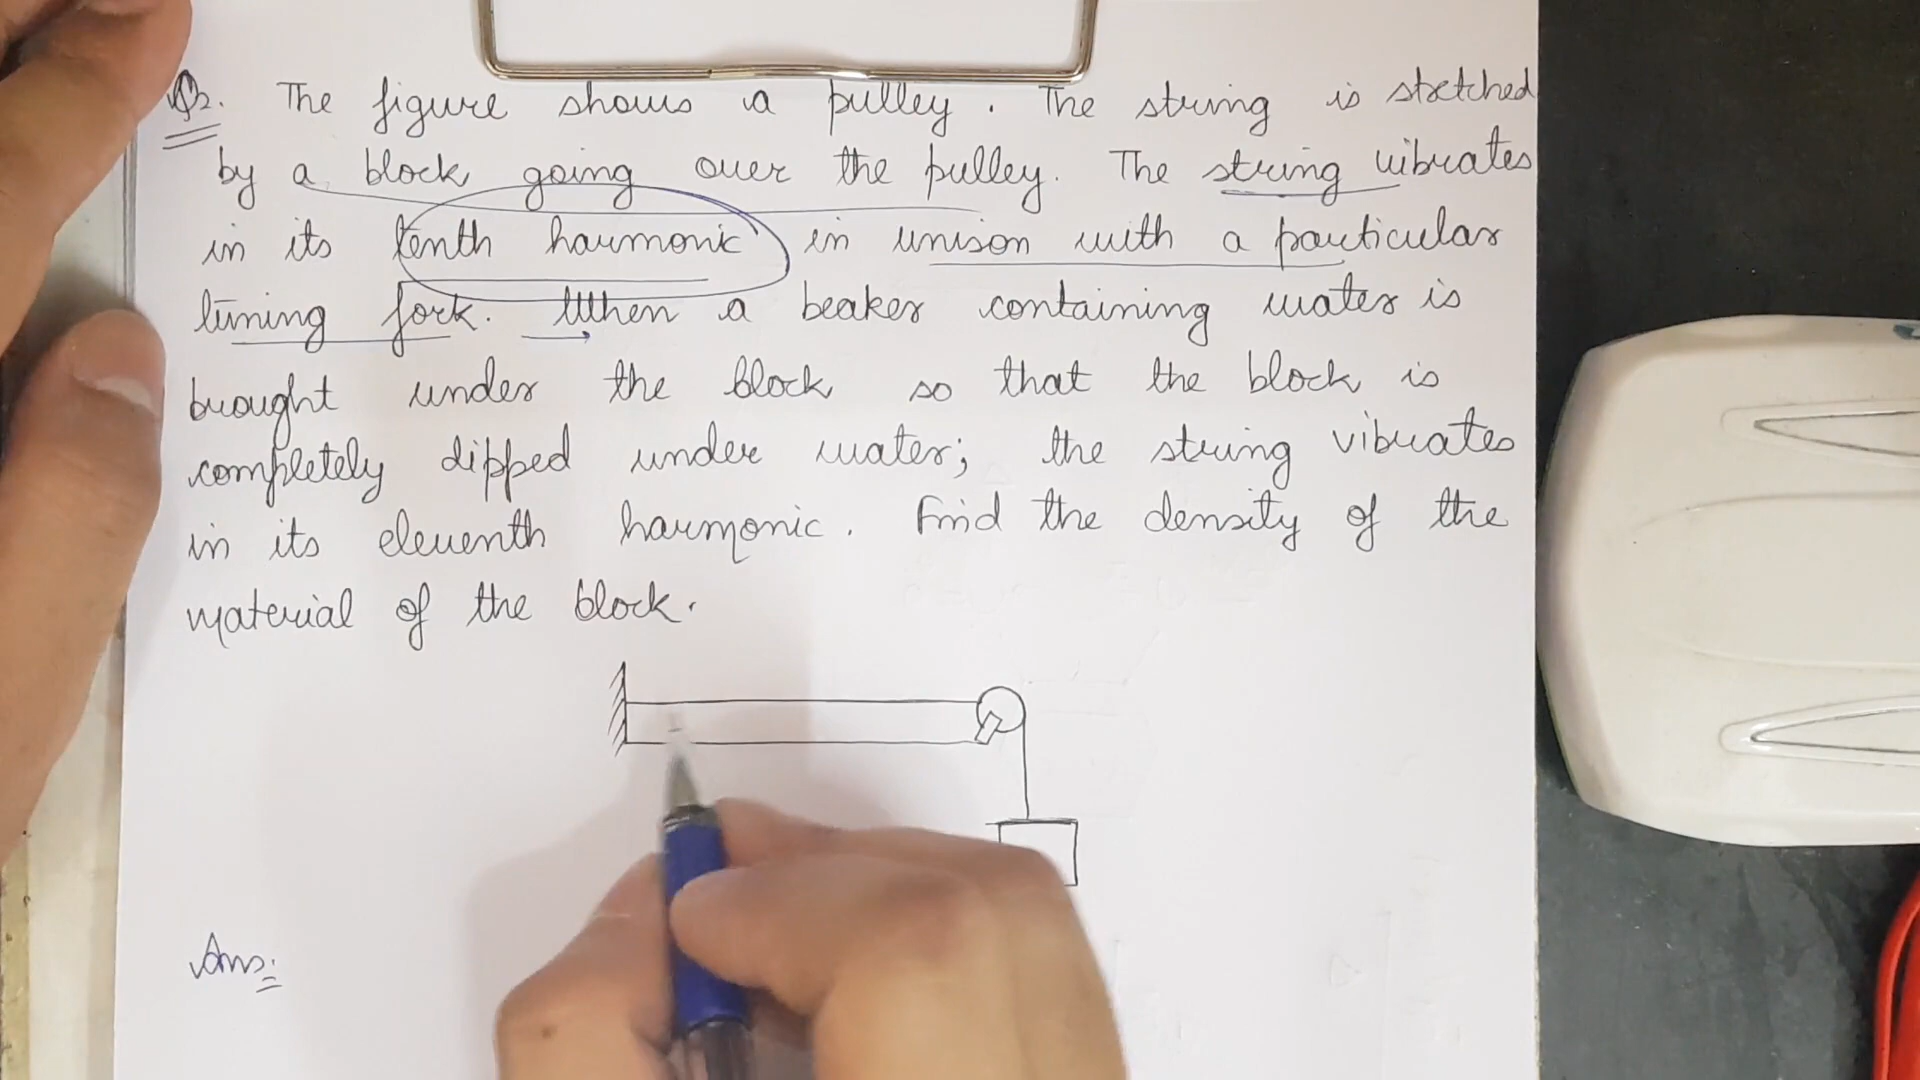 Q2. The figure shows a pulley. The string is stretched
by a block going over the pulley. The string vibrates
in its tenth harmonic in unison with a particular
tuning fork. When a beaker containing water is
brought under the block so that the block is
completely dipped under water; the string vibrates
in its eleventh harmonic. Find the density of the
material of the block.
Ans: